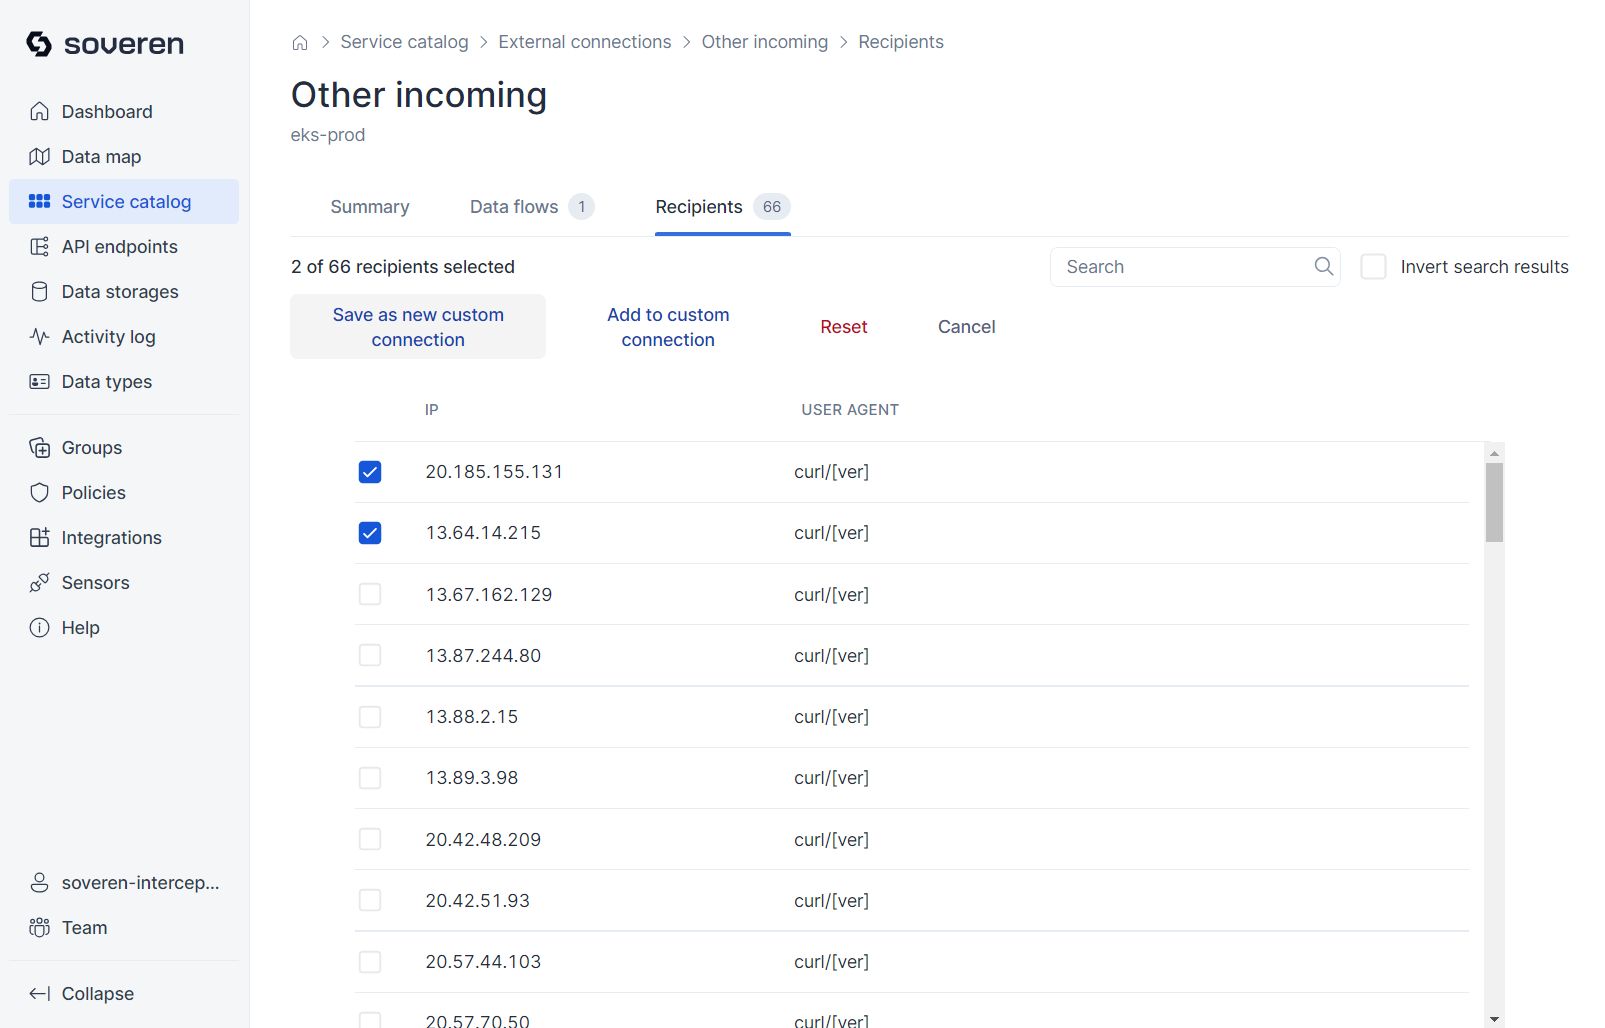 soveren
Dashboard
Data map
Service catalog
API endpoints
Data storages
Activity log
Data types
Groups
Policies
Integrations
Sensors
Help
soveren-intercep...
Team
Collapse
Service catalog External connections Other incoming Recipients
Other incoming
eks-prod
Summary Data flows 1 Recipients 66
2 of 66 recipients selected Search Invert search results
Save as new custom
connection
Add to custom
connection
Reset Cancel
IP USER AGENT
20.185.155.131 curl/[ver]
13.64.14.215 curl/[ver]
13.67.162.129 curl/[ver]
13.87.244.80 curl/[ver]
13.88.2.15 curl/[ver]
13.89.3.98 curl/[ver]
20.42.48.209 curl/[ver]
20.42.51.93 curl/[ver]
20.57.44.103 curl/[ver]
20.57.70.50 curl/[ver]